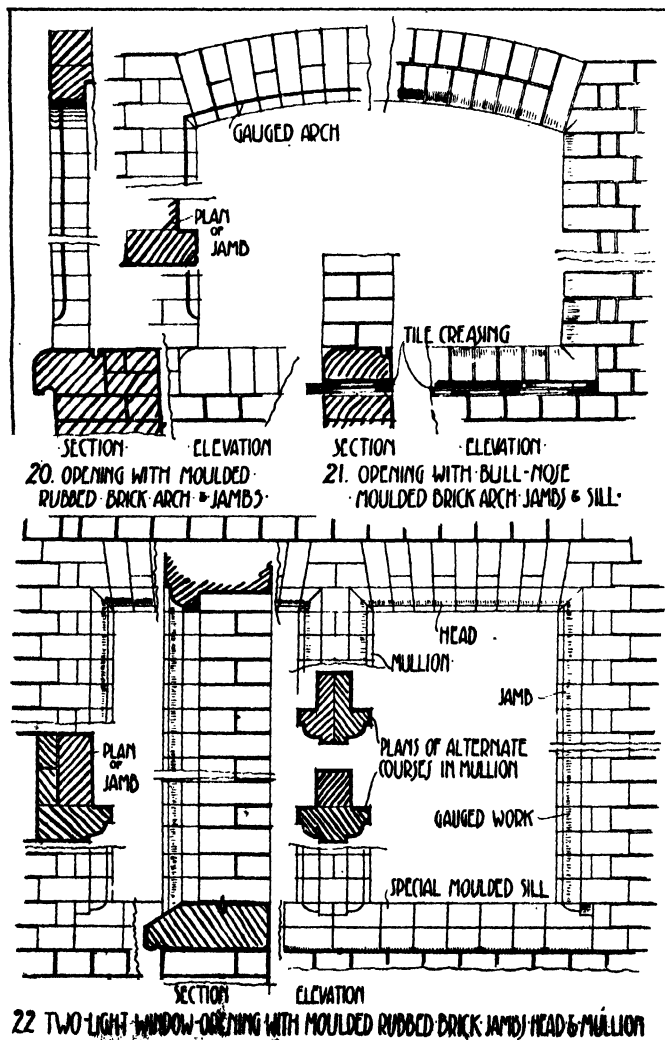 GAUGED ARCH
PLAN
OF
JAMB
TILE CREASING
SECTION ELEVATION
SECTION ELEVATION
20. OPENING WITH MOULDED
RUBBED BRICK ARCH & JAMBS.
21. OPENING WITH BULL-NOSE
MOULDED BRICK ARCH JAMBS & SILL.
HEAD
MULLION
JAMB
PLAN
OF
JAMB
PLANS OF ALTERNATE
COURSES IN MULLION
GAUGED WORK
SPECIAL MOULDED SILL
SECTION ELEVATION
22 TWO-LIGHT-WINDOW-OPENING WITH MOULDED RUBBED BRICK JAMBS HEAD & MULLION